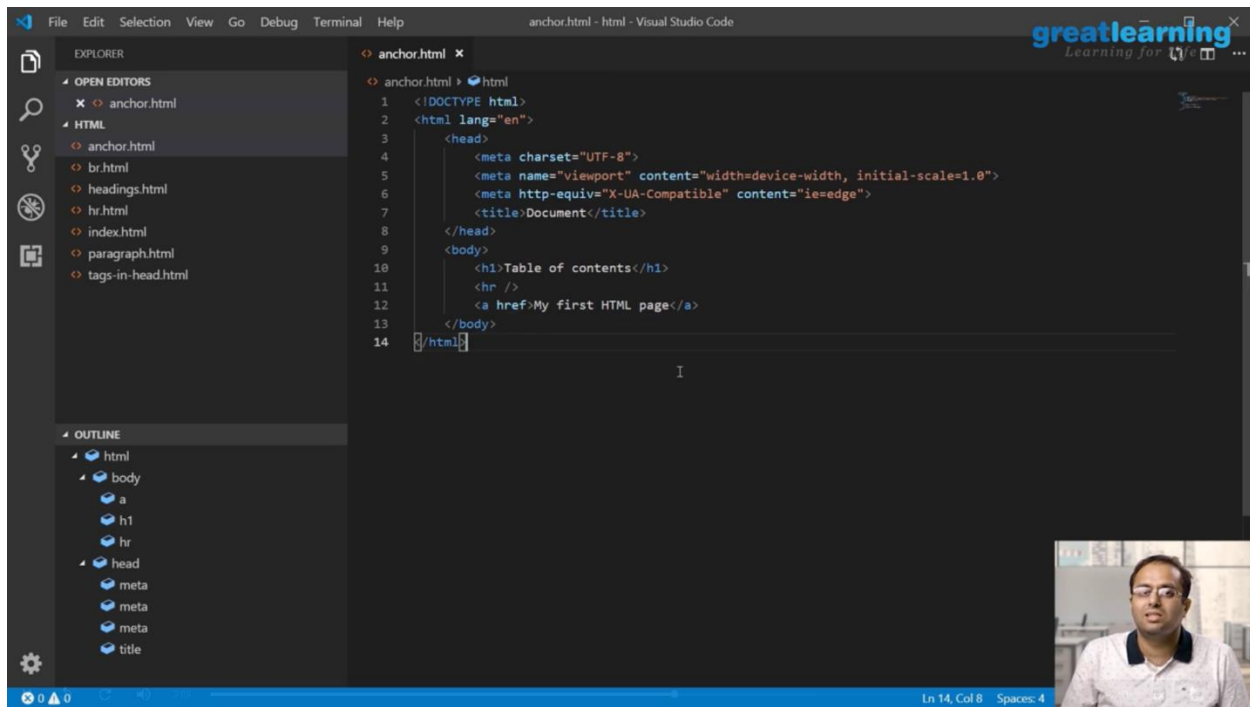 File Edit Selection View Go Debug Terminal Help
anchor.html - html - Visual Studio Code
greatlearning
Learning for Life
EXPLORER
OPEN EDITORS
anchor.html
HTML
anchor.html
br.html
headings.html
hr.html
index.html
paragraph.html
tags-in-head.html
OUTLINE
html
body
a
h1
hr
head
meta
meta
meta
title
anchor.html
anchor.html html
1 <!DOCTYPE html>
2 <html lang="en">
3 <head>
4 <meta charset="UTF-8">
5 <meta name="viewport" content="width=device-width, initial-scale=1.0">
6 <meta http-equiv="X-UA-Compatible" content="ie=edge">
7 <title>Document</title>
8 </head>
9 <body>
10 <h1>Table of contents</h1>
11 <hr />
12 <a href>My first HTML page</a>
13 </body>
14 </html>
0 0
Ln 14, Col 8 Spaces: 4